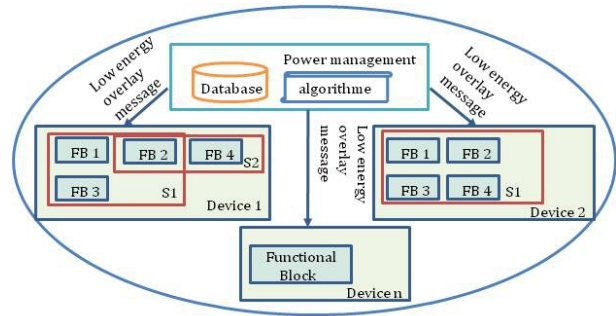 Power management
Database
algorithme
Low energy
overlay
message
Low energy
overlay
message
Low energy
overlay
message
FB 1
FB 2
FB 4
S2
FB 3
S1
Device 1
FB 1
FB 2
FB 3
FB 4
S1
Device 2
Functional
Block
Device n